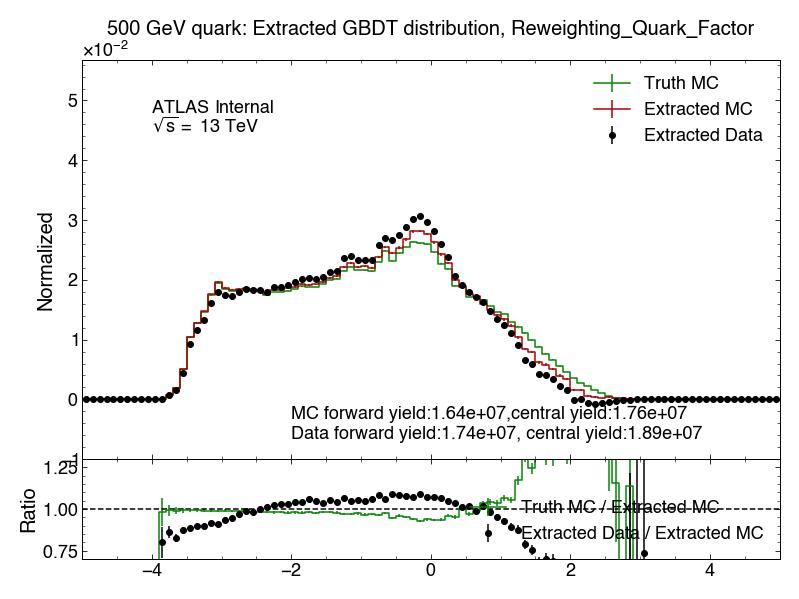 500 GeV quark: Extracted GBDT distribution, Reweighting_Quark_Factor
×10⁻²
ATLAS Internal
√s = 13 TeV
Truth MC
Extracted MC
Extracted Data
Normalized
5
4
3
2
1
0
MC forward yield:1.64e+07,central yield:1.76e+07
Data forward yield:1.74e+07, central yield:1.89e+07
Ratio
1.25
1.00
0.75
Truth MC / Extracted MC
Extracted Data / Extracted MC
−4 −2 0 2 4